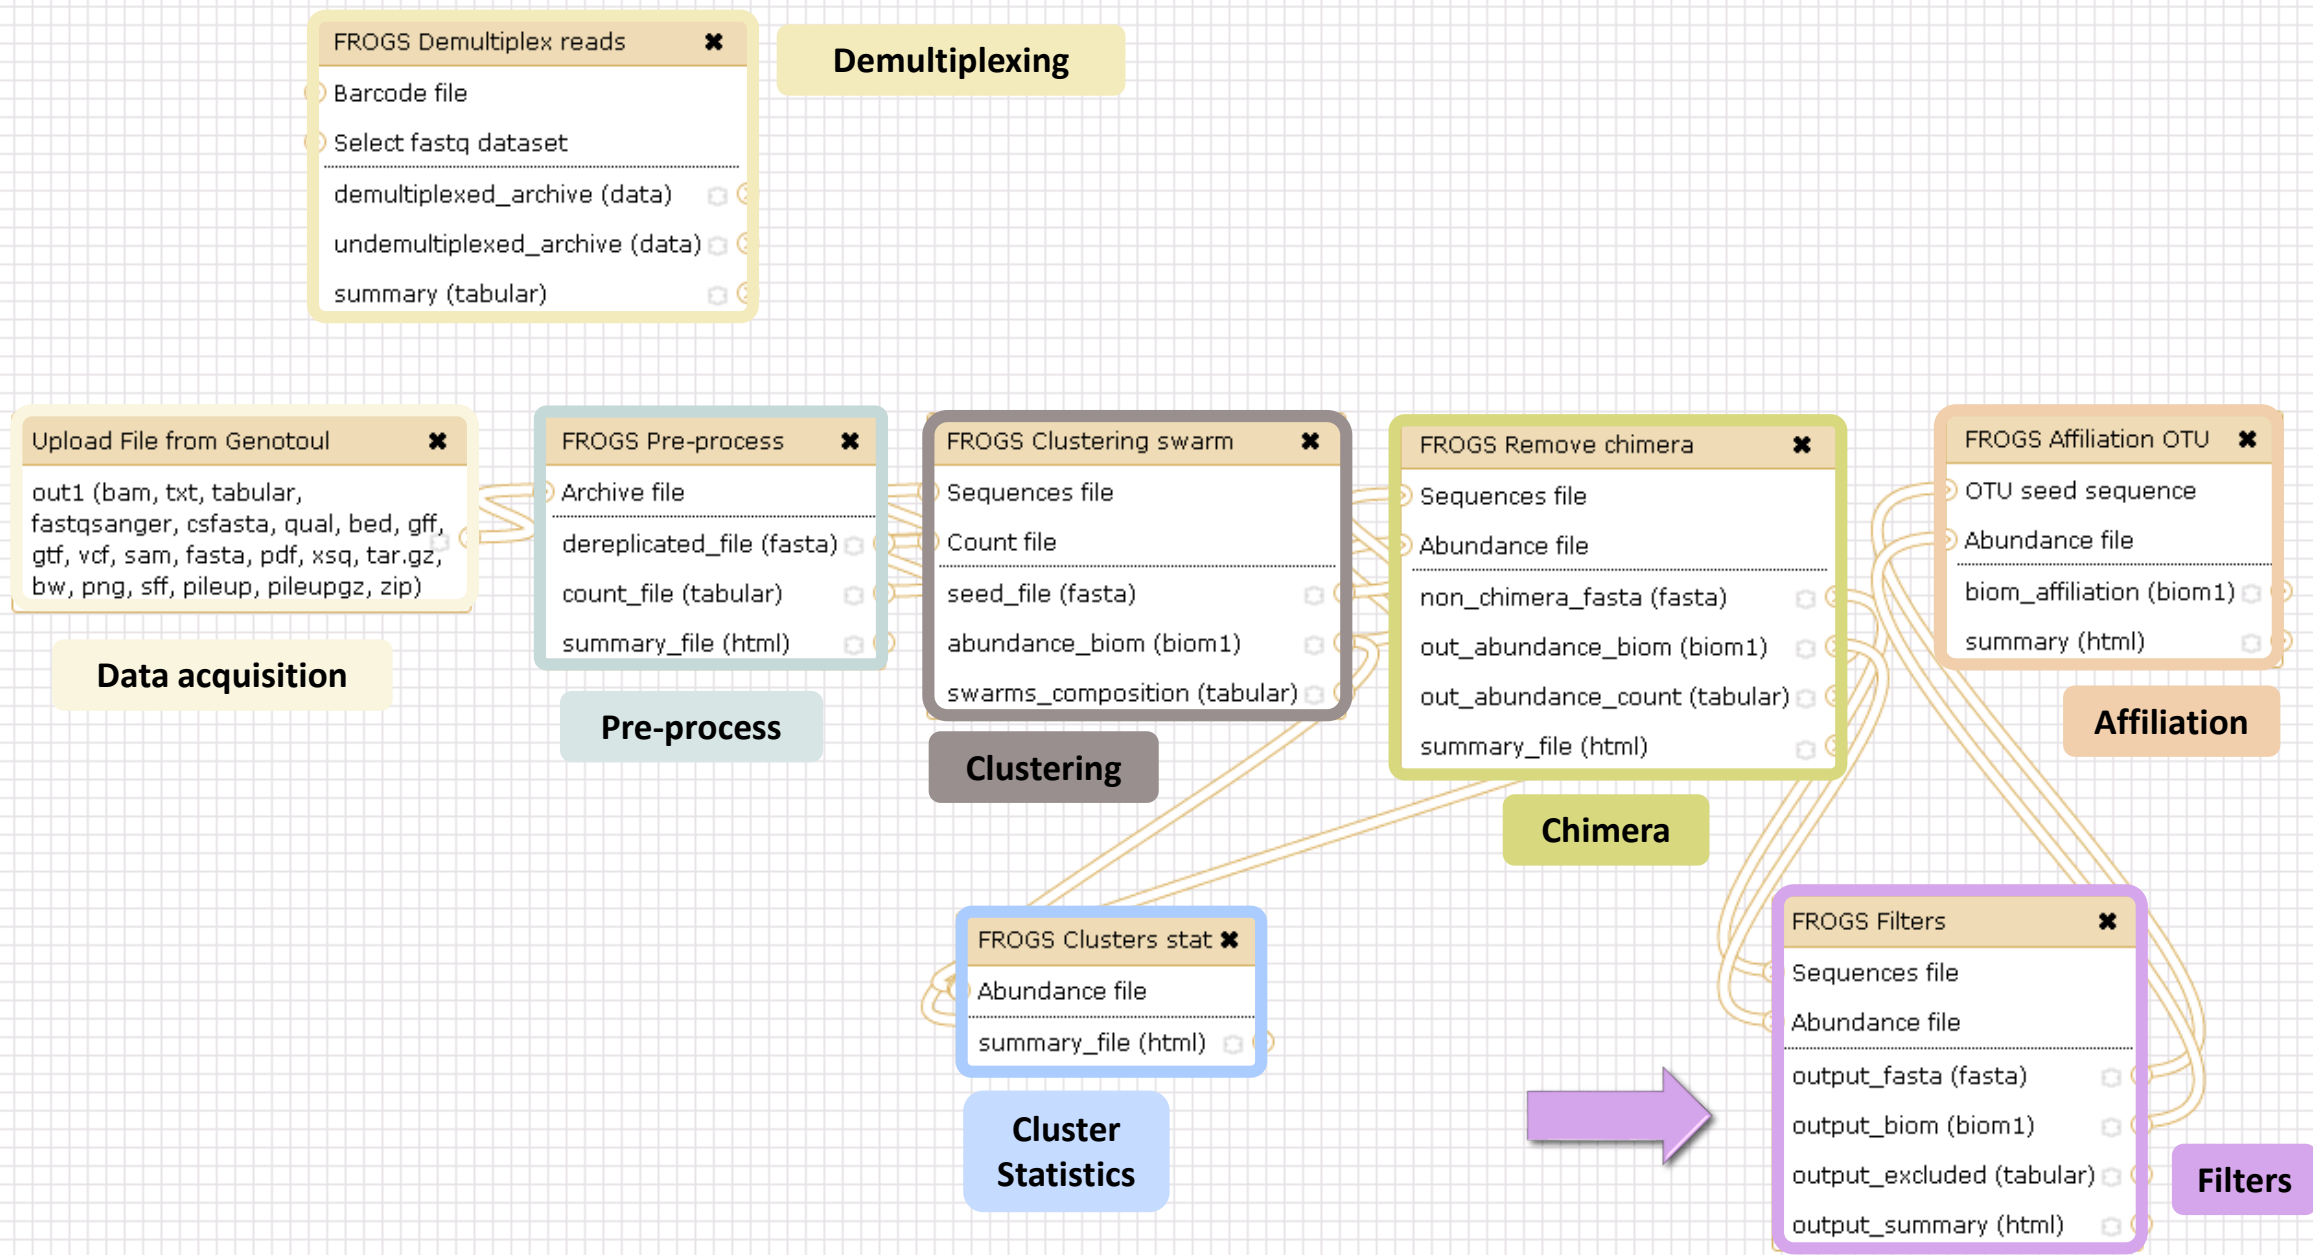 FROGS Demultiplex reads
Barcode file
Select fastq dataset
demultiplexed_archive (data)
undemultiplexed_archive (data)
summary (tabular)
Demultiplexing
Upload File from Genotoul
out1 (bam, txt, tabular,
fastqsanger, csfasta, qual, bed, gff,
gtf, vcf, sam, fasta, pdf, xsq, tar.gz,
bw, png, sff, pileup, pileupgz, zip)
Data acquisition
FROGS Pre-process
Archive file
dereplicated_file (fasta)
count_file (tabular)
summary_file (html)
Pre-process
FROGS Clustering swarm
Sequences file
Count file
seed_file (fasta)
abundance_biom (biom1)
swarms_composition (tabular)
Clustering
FROGS Remove chimera
Sequences file
Abundance file
non_chimera_fasta (fasta)
out_abundance_biom (biom1)
out_abundance_count (tabular)
summary_file (html)
Chimera
FROGS Affiliation OTU
OTU seed sequence
Abundance file
biom_affiliation (biom1)
summary (html)
Affiliation
FROGS Clusters stat
Abundance file
summary_file (html)
Cluster
Statistics
FROGS Filters
Sequences file
Abundance file
output_fasta (fasta)
output_biom (biom1)
output_excluded (tabular)
output_summary (html)
Filters